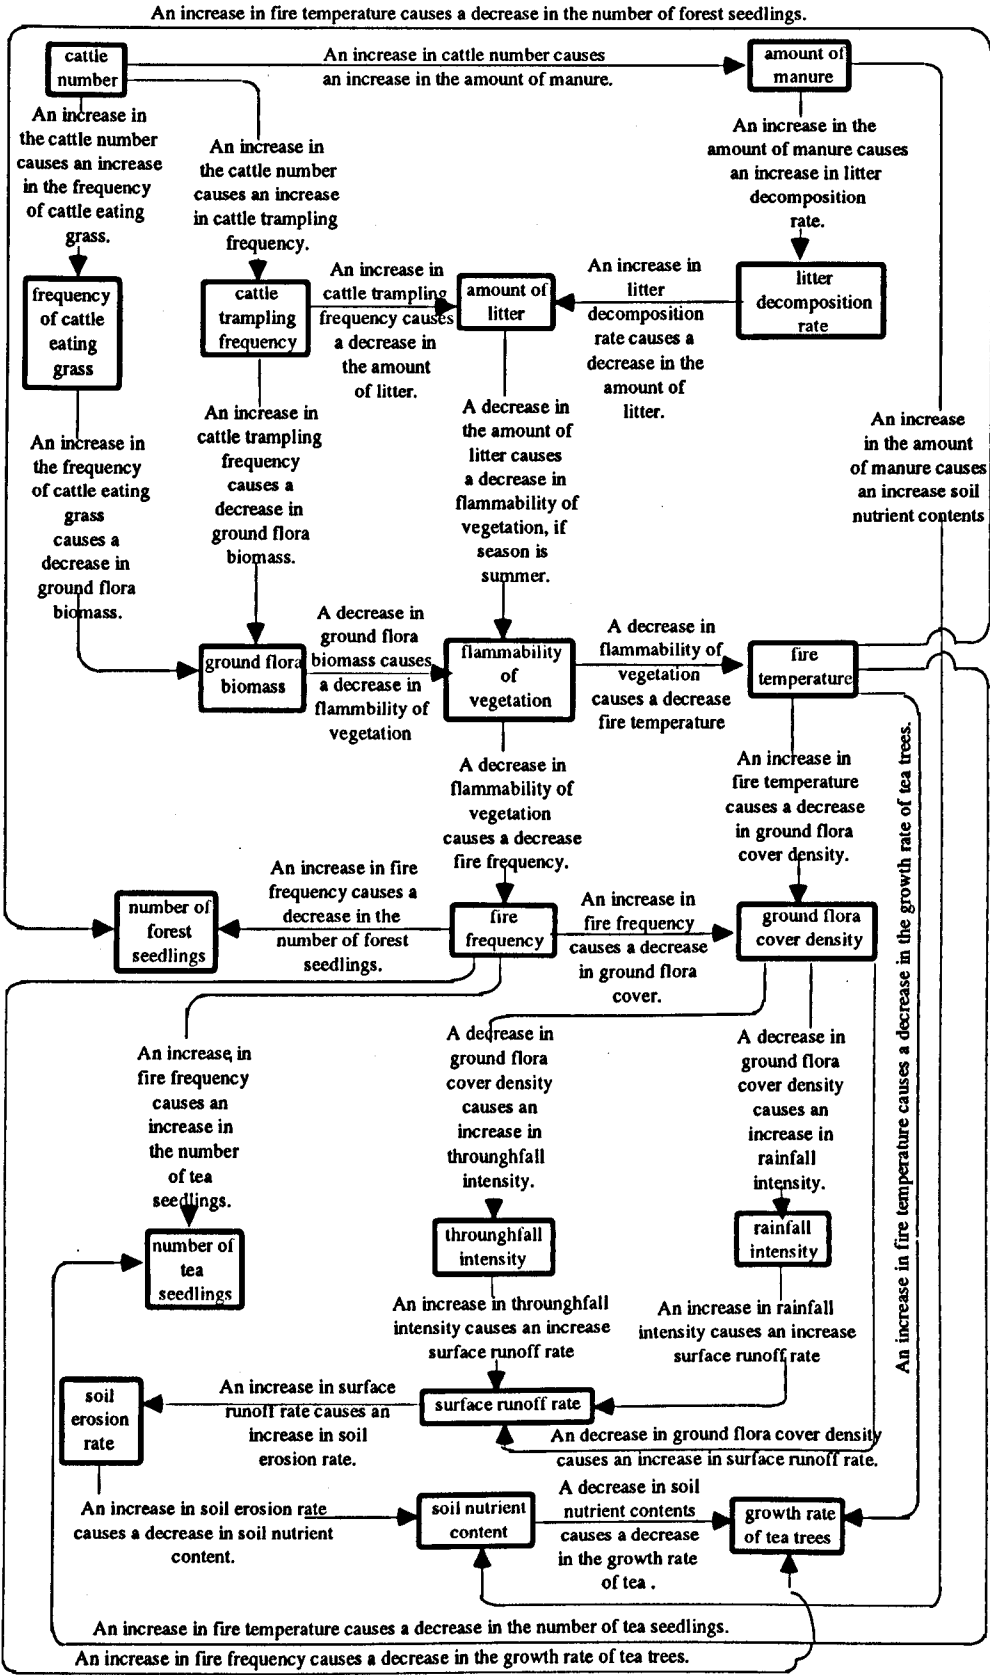 An increase in fire temperature causes a decrease in the number of forest seedlings.
cattle
number
An increase in cattle number causes
an increase in the amount of manure.
amount of
manure
An increase in
the cattle number
causes an increase
in the frequency
of cattle eating
grass.
An increase in
the cattle number
causes an increase
in cattle trampling
frequency.
An increase in the
amount of manure causes
an increase in litter
decomposition
rate.
frequency
of cattle
eating
grass
cattle
trampling
frequency
An increase in
cattle trampling
frequency causes
a decrease in
the amount
of litter.
amount of
litter
An increase in
litter
decomposition
rate causes a
decrease in the
amount of
litter.
litter
decomposition
rate
An increase in
the frequency
of cattle eating
grass
causes a
decrease in
ground flora
biomass.
An increase in
cattle trampling
frequency
causes a
decrease in
ground flora
biomass.
A decrease in
the amount of
litter causes
a decrease in
flammability of
vegetation, if
season is
summer.
An increase
in the amount
of manure causes
an increase soil
nutrient contents
ground flora
biomass
A decrease in
ground flora
biomass causes
a decrease in
flammbility of
vegetation
flammability
of
vegetation
A decrease in
flammability of
vegetation
causes a decrease
fire temperature
fire
temperature
A decrease in
flammability of
vegetation
causes a decrease
fire frequency.
An increase in
fire temperature
causes a decrease
in ground flora
cover density.
An increase in fire temperature causes a decrease in the growth rate of tea trees.
number of
forest
seedlings
An increase in fire
frequency causes a
decrease in the
number of forest
seedlings.
fire
frequency
An increase in
fire frequency
causes a decrease
in ground flora
cover.
ground flora
cover density
An increase in
fire frequency
causes an
increase in
the number
of tea
seedlings.
A decrease in
ground flora
cover density
causes an
increase in
throunghfall
intensity.
A decrease in
ground flora
cover density
causes an
increase in
rainfall
intensity.
number of
tea
seedlings
throunghfall
intensity
rainfall
intensity
An increase in throunghfall
intensity causes an increase
surface runoff rate
An increase in rainfall
intensity causes an increase
surface runoff rate
soil
erosion
rate
An increase in surface
runoff rate causes an
increase in soil
erosion rate.
surface runoff rate
An decrease in ground flora cover density
causes an increase in surface runoff rate.
An increase in soil erosion rate
causes a decrease in soil nutrient
content.
soil nutrient
content
A decrease in soil
nutrient contents
causes a decrease
in the growth rate
of tea .
growth rate
of tea trees
An increase in fire temperature causes a decrease in the number of tea seedlings.
An increase in fire frequency causes a decrease in the growth rate of tea trees.